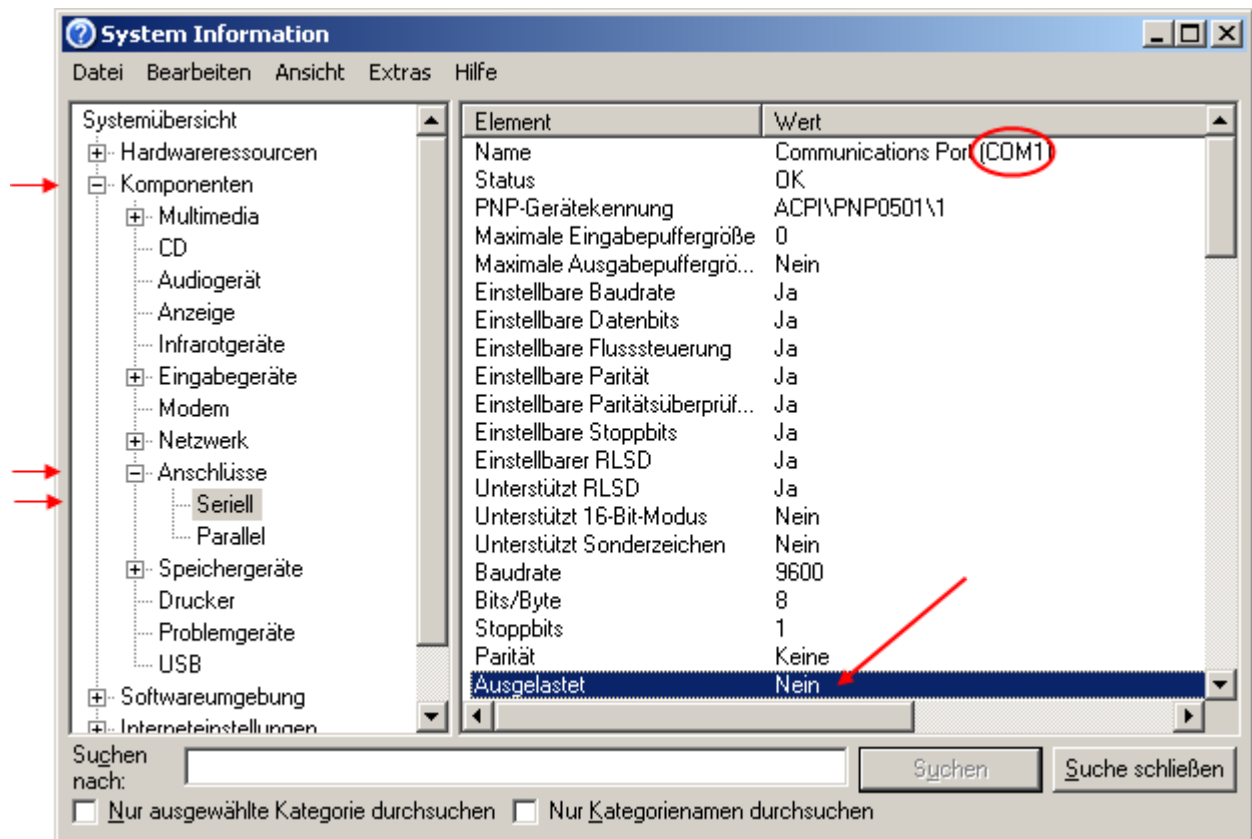 System Information
Datei Bearbeiten Ansicht Extras Hilfe
Systemübersicht
Hardwareressourcen
Komponenten
Multimedia
CD
Audiogerät
Anzeige
Infrarotgeräte
Eingabegeräte
Modem
Netzwerk
Anschlüsse
Seriell
Parallel
Speichergeräte
Drucker
Problemgeräte
USB
Softwareumgebung
Interneteinstellungen
Element Wert
Name Communications Port (COM1)
Status OK
PNP-Gerätekennung ACPI\PNP0501\1
Maximale Eingabepuffergröße 0
Maximale Ausgabepuffergrö... Nein
Einstellbare Baudrate Ja
Einstellbare Datenbits Ja
Einstellbare Flusssteuerung Ja
Einstellbare Parität Ja
Einstellbare Paritätsüberprüf... Ja
Einstellbare Stoppbits Ja
Einstellbarer RLSD Ja
Unterstützt RLSD Ja
Unterstützt 16-Bit-Modus Nein
Unterstützt Sonderzeichen Nein
Baudrate 9600
Bits/Byte 8
Stoppbits 1
Parität Keine
Ausgelastet Nein
Suchen
nach:
Suchen Suche schließen
Nur ausgewählte Kategorie durchsuchen Nur Kategorienamen durchsuchen